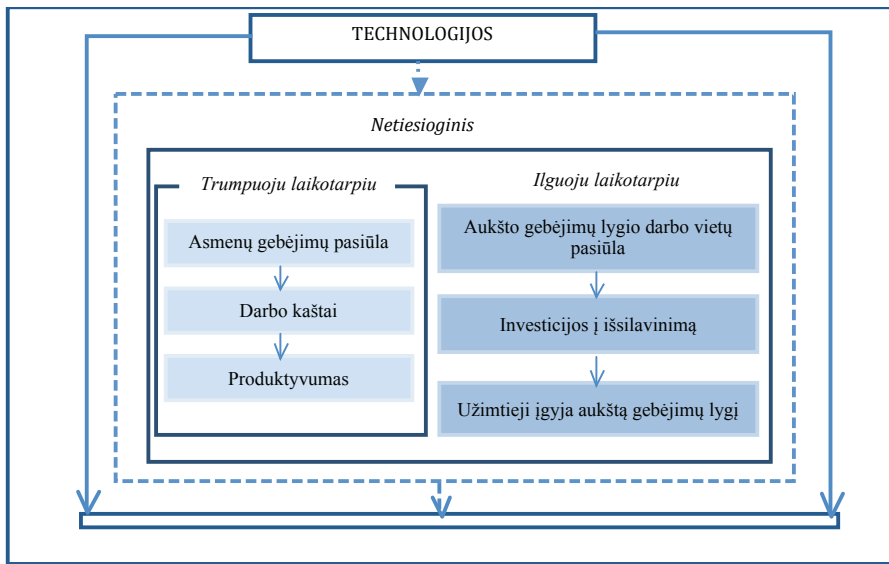 TECHNOLOGIJOS
Netiesioginis
Trumpuoju laikotarpiu
Asmenų gebėjimų pasiūla
Darbo kaštai
Produktyvumas
Ilguoju laikotarpiu
Aukšto gebėjimų lygio darbo vietų
pasiūla
Investicijos į išsilavinimą
Užimtieji įgyja aukštą gebėjimų lygį